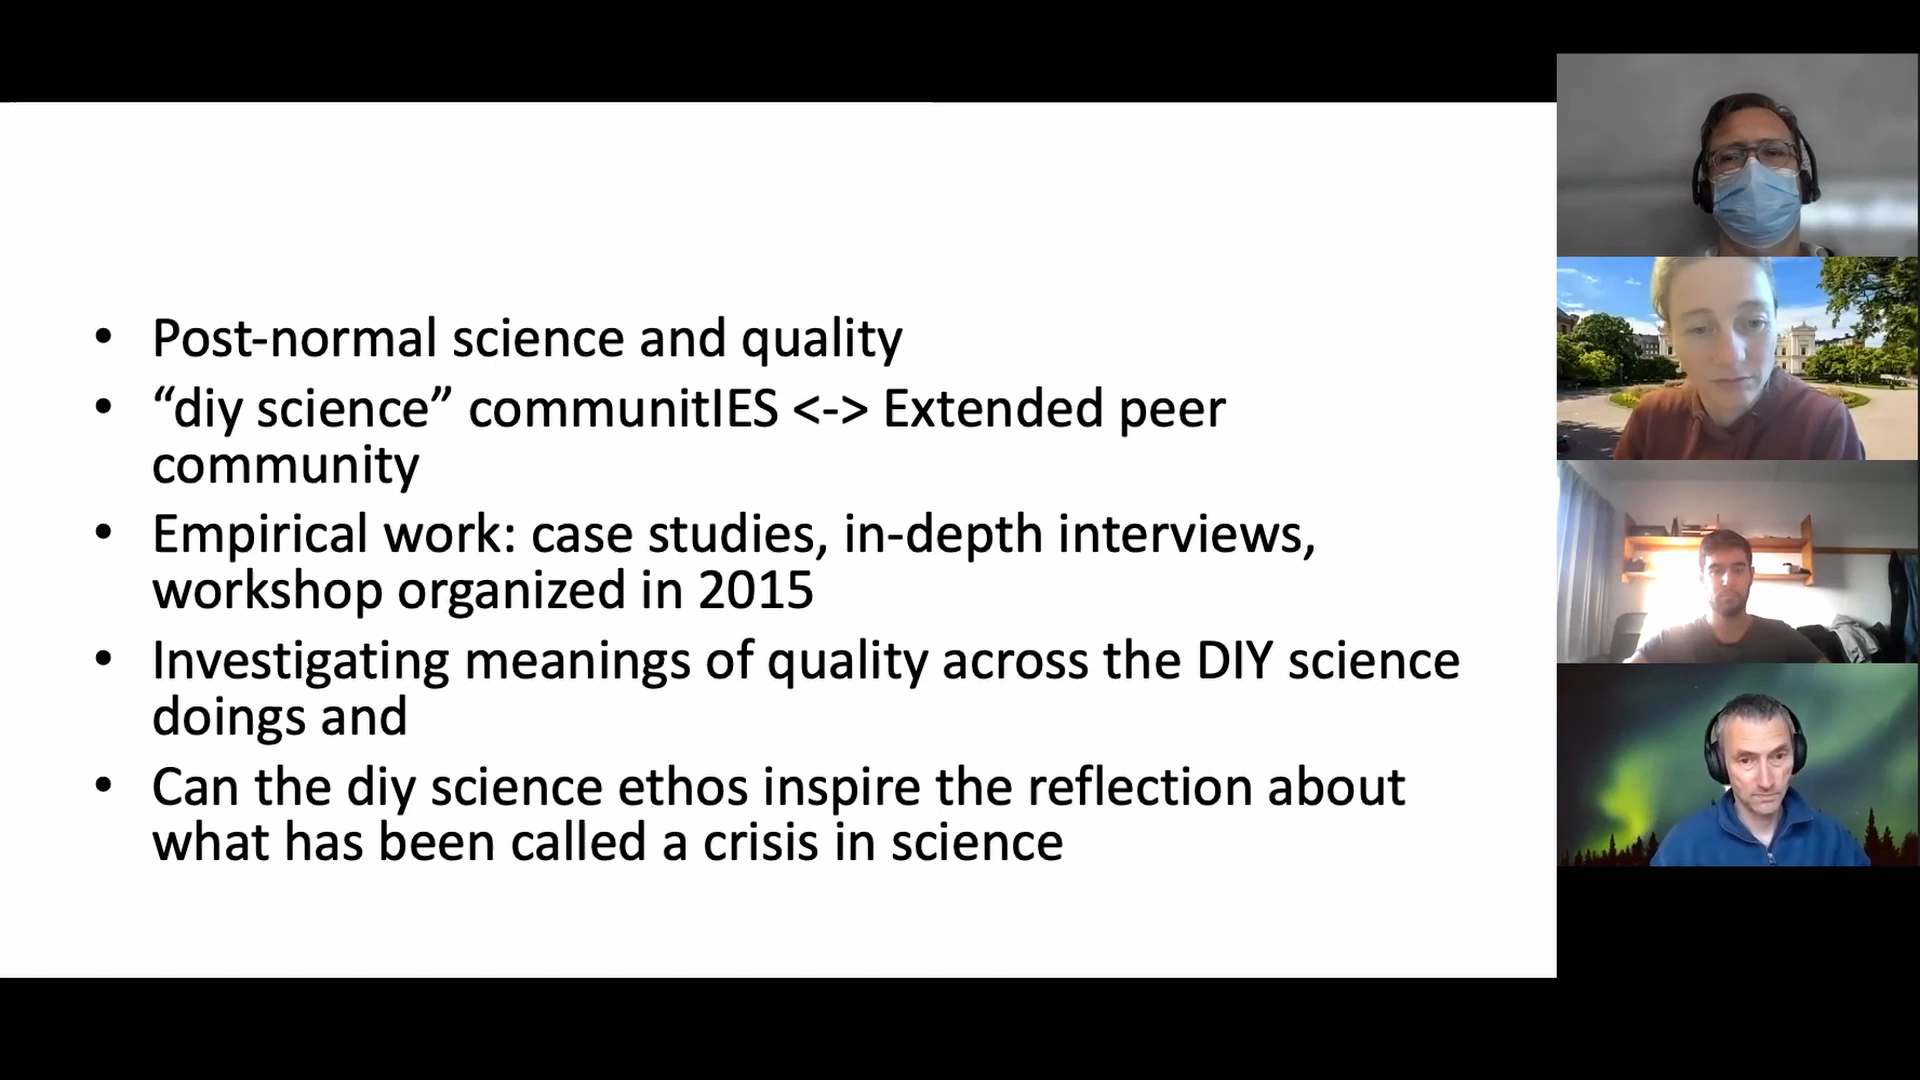 • Post-normal science and quality
• “diy science” communitIES <-> Extended peer
community
• Empirical work: case studies, in-depth interviews,
workshop organized in 2015
• Investigating meanings of quality across the DIY science
doings and
• Can the diy science ethos inspire the reflection about
what has been called a crisis in science